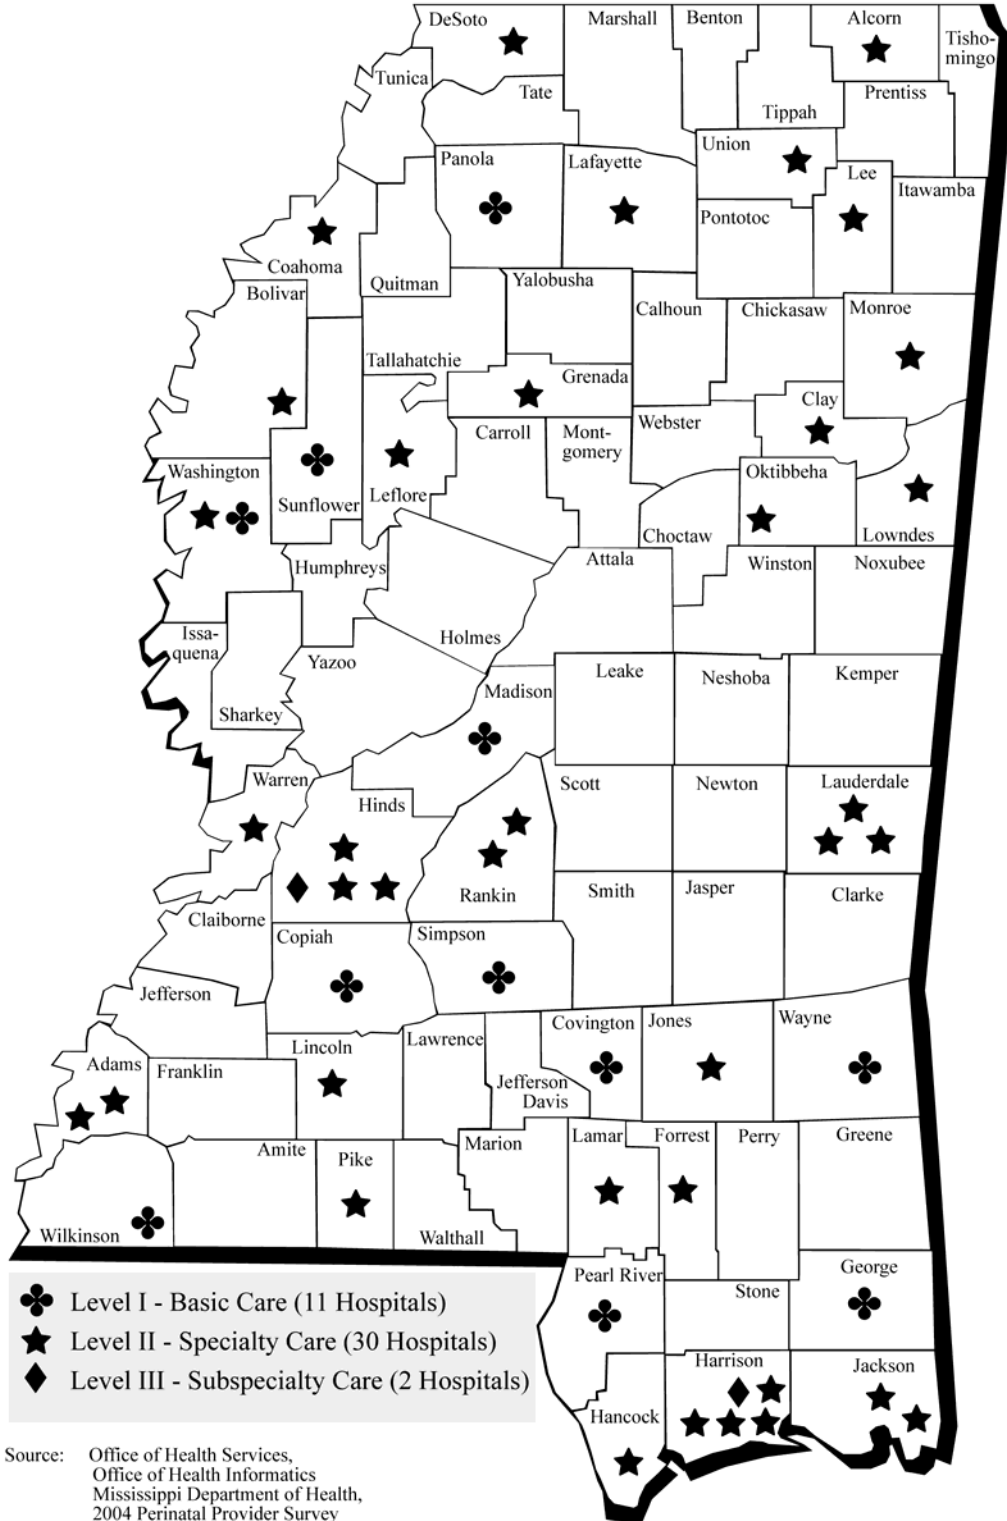 DeSoto
Marshall
Benton
Alcorn
Tisho-
mingo
Tunica
Tate
Tippah
Prentiss
Panola
Lafayette
Union
Lee
Itawamba
Pontotoc
Coahoma
Quitman
Bolivar
Yalobusha
Calhoun
Chickasaw
Monroe
Tallahatchie
Grenada
Clay
Webster
Carroll
Mont-
gomery
Washington
Sunflower
Leflore
Oktibbeha
Lowndes
Choctaw
Humphreys
Attala
Winston
Noxubee
Issa-
quena
Holmes
Yazoo
Sharkey
Madison
Leake
Neshoba
Kemper
Warren
Hinds
Scott
Newton
Lauderdale
Rankin
Smith
Jasper
Clarke
Claiborne
Copiah
Simpson
Jefferson
Covington
Jones
Wayne
Lincoln
Lawrence
Adams
Franklin
Jefferson
Davis
Amite
Pike
Marion
Lamar
Forrest
Perry
Greene
Wilkinson
Walthall
Pearl River
Stone
George
Harrison
Jackson
Hancock
Level I - Basic Care (11 Hospitals)
Level II - Specialty Care (30 Hospitals)
Level III - Subspecialty Care (2 Hospitals)
Source: Office of Health Services,
Office of Health Informatics
Mississippi Department of Health,
2004 Perinatal Provider Survey